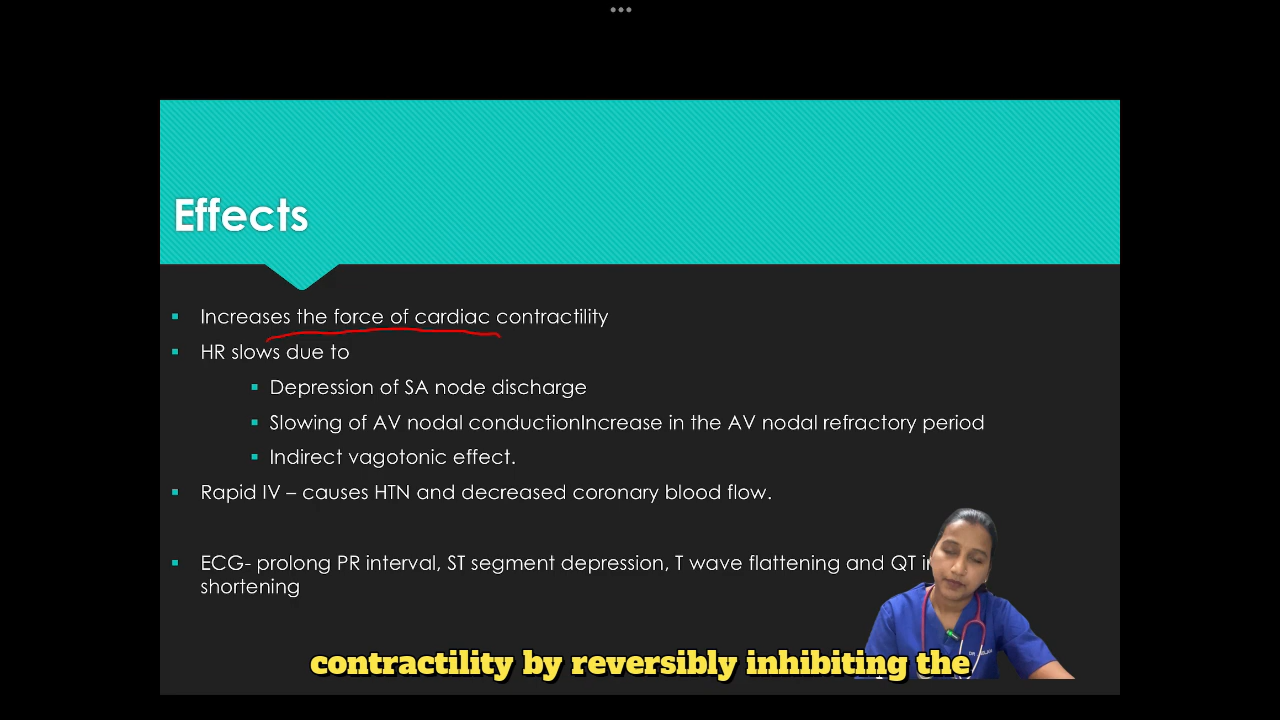 Effects
Increases the force of cardiac contractility
HR slows due to
Depression of SA node discharge
Slowing of AV nodal conductionIncrease in the AV nodal refractory period
Indirect vagotonic effect.
Rapid IV – causes HTN and decreased coronary blood flow.
ECG- prolong PR interval, ST segment depression, T wave flattening and QT
shortening
DR
contractility by reversibly inhibiting the